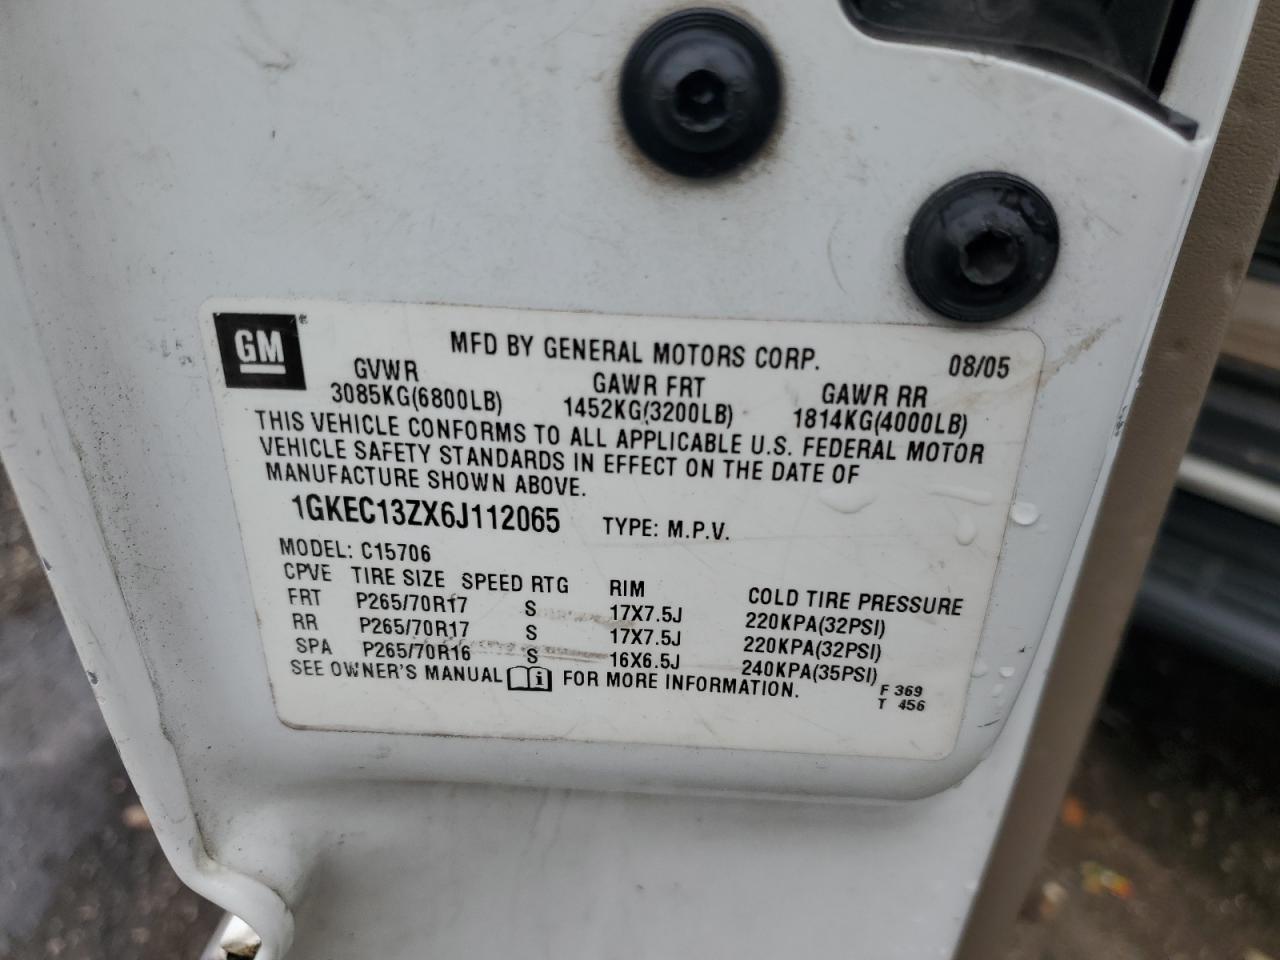 GM
MFD BY GENERAL MOTORS CORP. 08/05
GVWR GAWR FRT GAWR RR
3085KG(6800LB) 1452KG(3200LB) 1814KG(4000LB)
THIS VEHICLE CONFORMS TO ALL APPLICABLE U.S. FEDERAL MOTOR
VEHICLE SAFETY STANDARDS IN EFFECT ON THE DATE OF
MANUFACTURE SHOWN ABOVE.
1GKEC13ZX6J112065 TYPE: M.P.V.
MODEL: C15706
CPVE TIRE SIZE SPEED RTG RIM COLD TIRE PRESSURE
FRT P265/70R17 S 17X7.5J 220KPA(32PSI)
RR P265/70R17 S 17X7.5J 220KPA(32PSI)
SPA P265/70R16 S 16X6.5J 240KPA(35PSI)
SEE OWNER'S MANUAL i FOR MORE INFORMATION.
F 369
T 456